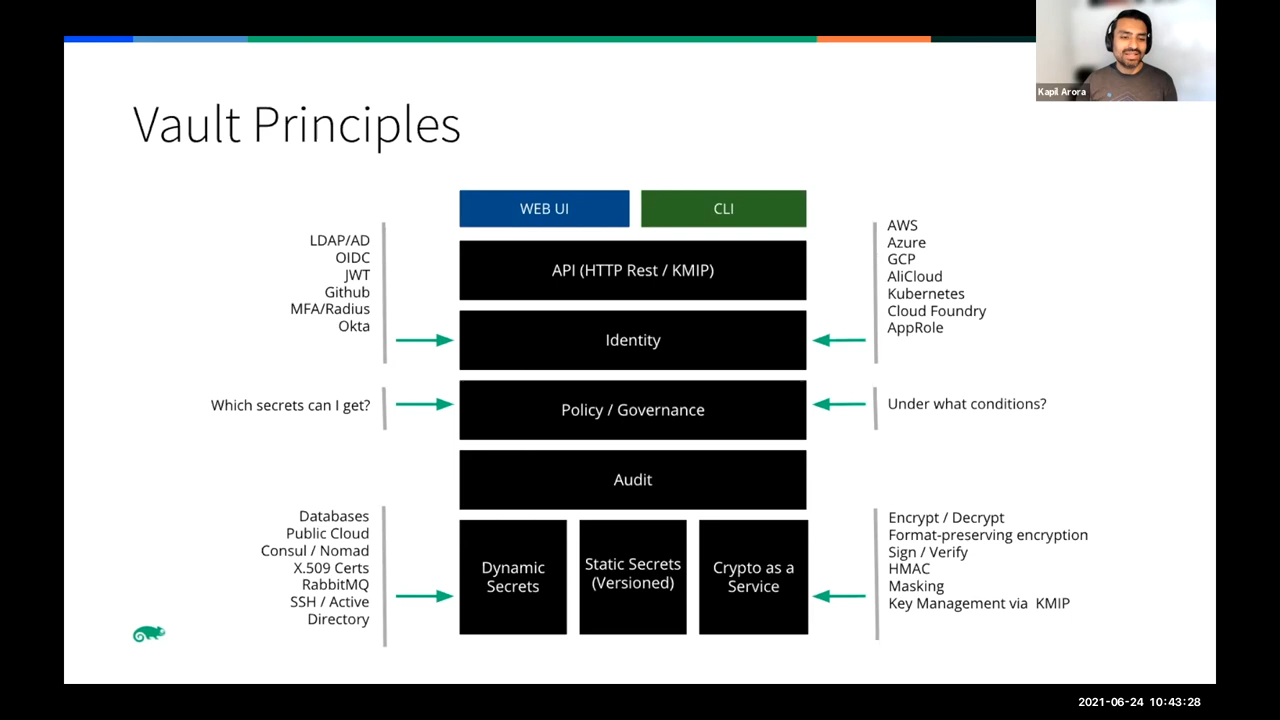 Kapil Arora
Vault Principles
WEB UI
CLI
API (HTTP Rest / KMIP)
LDAP/AD
OIDC
JWT
Github
MFA/Radius
Okta
AWS
Azure
GCP
AliCloud
Kubernetes
Cloud Foundry
AppRole
Identity
Which secrets can I get?
Policy / Governance
Under what conditions?
Audit
Databases
Public Cloud
Consul / Nomad
X.509 Certs
RabbitMQ
SSH / Active
Directory
Dynamic
Secrets
Static Secrets
(Versioned)
Crypto as a
Service
Encrypt / Decrypt
Format-preserving encryption
Sign / Verify
HMAC
Masking
Key Management via KMIP
2021-06-24 10:43:28